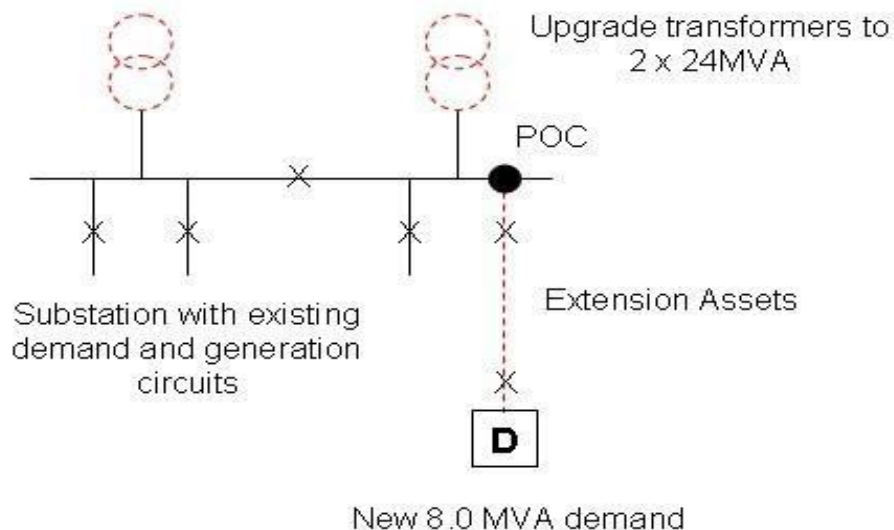 Upgrade transformers to
2 x 24MVA
POC
Extension Assets
Substation with existing
demand and generation
circuits
D
New 8.0 MVA demand